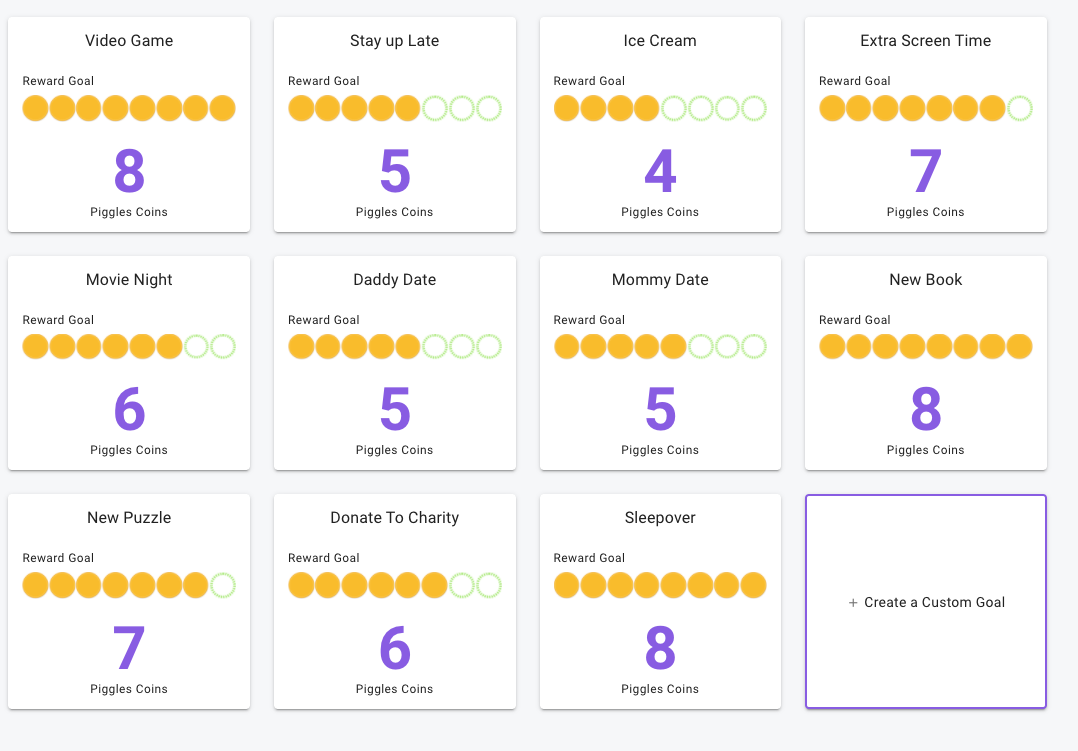 Video Game
Reward Goal
8
Piggles Coins
Stay up Late
Reward Goal
5
Piggles Coins
Ice Cream
Reward Goal
4
Piggles Coins
Extra Screen Time
Reward Goal
7
Piggles Coins
Movie Night
Reward Goal
6
Piggles Coins
Daddy Date
Reward Goal
5
Piggles Coins
Mommy Date
Reward Goal
5
Piggles Coins
New Book
Reward Goal
8
Piggles Coins
New Puzzle
Reward Goal
7
Piggles Coins
Donate To Charity
Reward Goal
6
Piggles Coins
Sleepover
Reward Goal
8
Piggles Coins
+ Create a Custom Goal